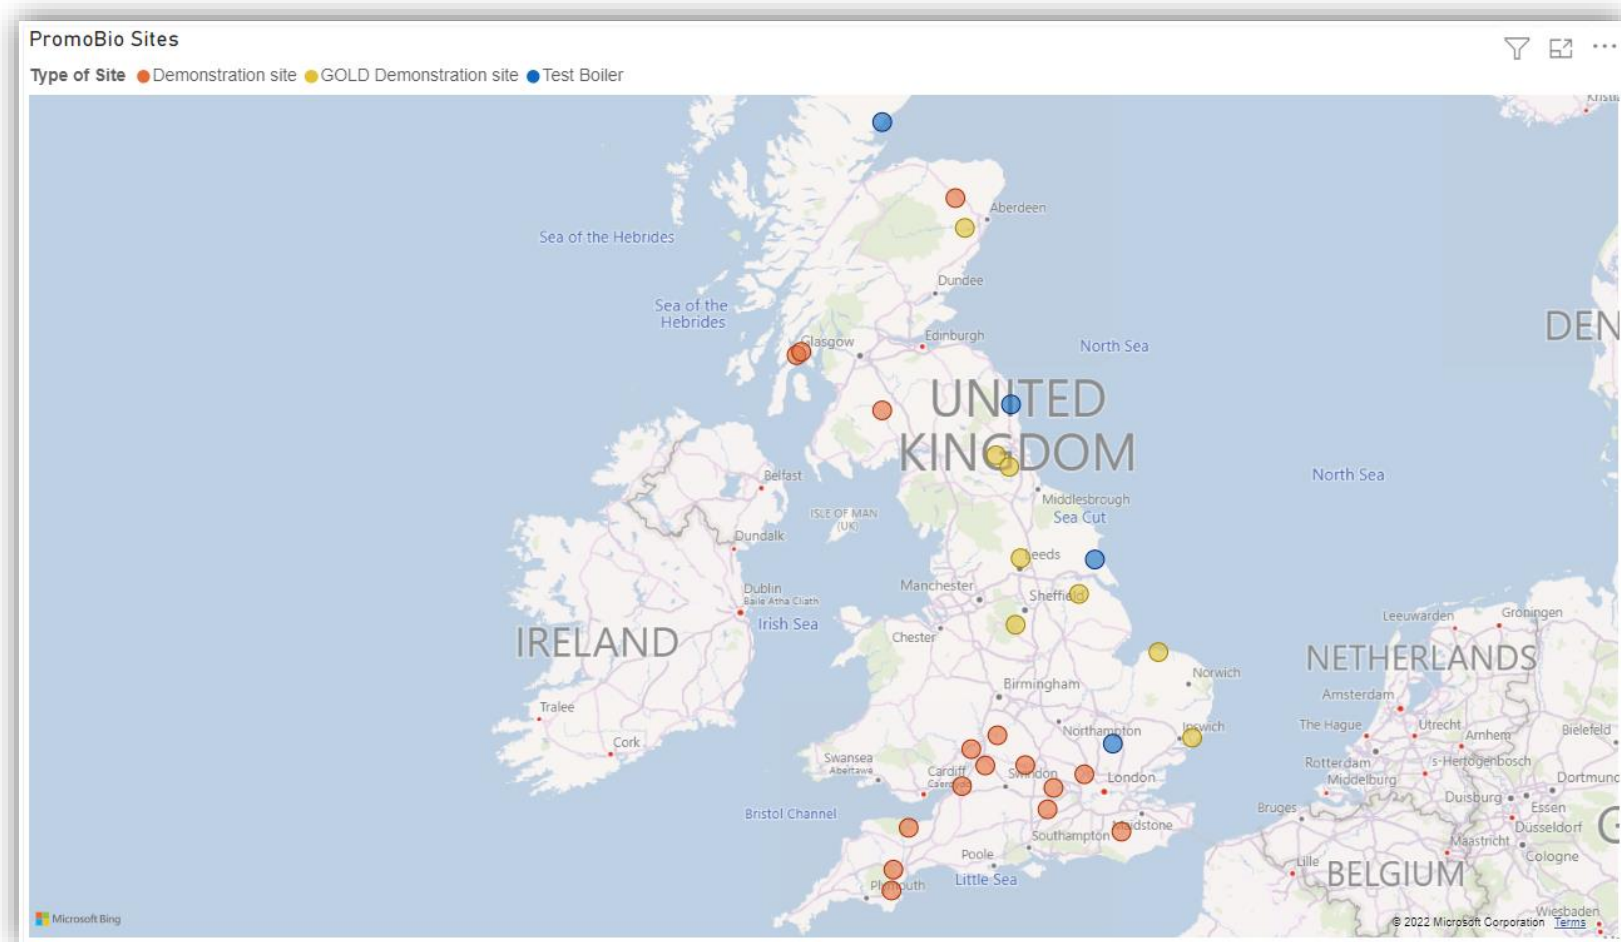 PromoBio Sites
Type of Site Demonstration site GOLD Demonstration site Test Boiler
Aberdeen
Sea of the Hebrides
Dundee
Sea of the
Hebrides
Glasgow
Edinburgh
North Sea
DEN
UNITED
KINGDOM
Belfast
North Sea
Middlesbrough
ISLE OF MAN
(UK)
Sea Cut
Dundalk
Leeds
Manchester
Dublin
Baile Átha Cliath
Sheffield
Irish Sea
Leeuwarden
Groningen
Chester
IRELAND
NETHERLANDS
Norwich
Birmingham
Amsterdam
Tralee
The Hague
Utrecht
Northampton
Ipswich
Arnhem
Bielefeld
Cork
Swansea
Abertawe
Rotterdam
's-Hertogenbosch
Cardiff
Caerdydd
Swindon
London
Middelburg
Dortmund
Duisburg
Essen
Bruges
Bristol Channel
Maidstone
Southampton
Düsseldorf
G
Maastricht
Poole
Cologne
Lille
BELGIUM
Little Sea
Plymouth
Wiesbaden
Microsoft Bing
© 2022 Microsoft Corporation Terms